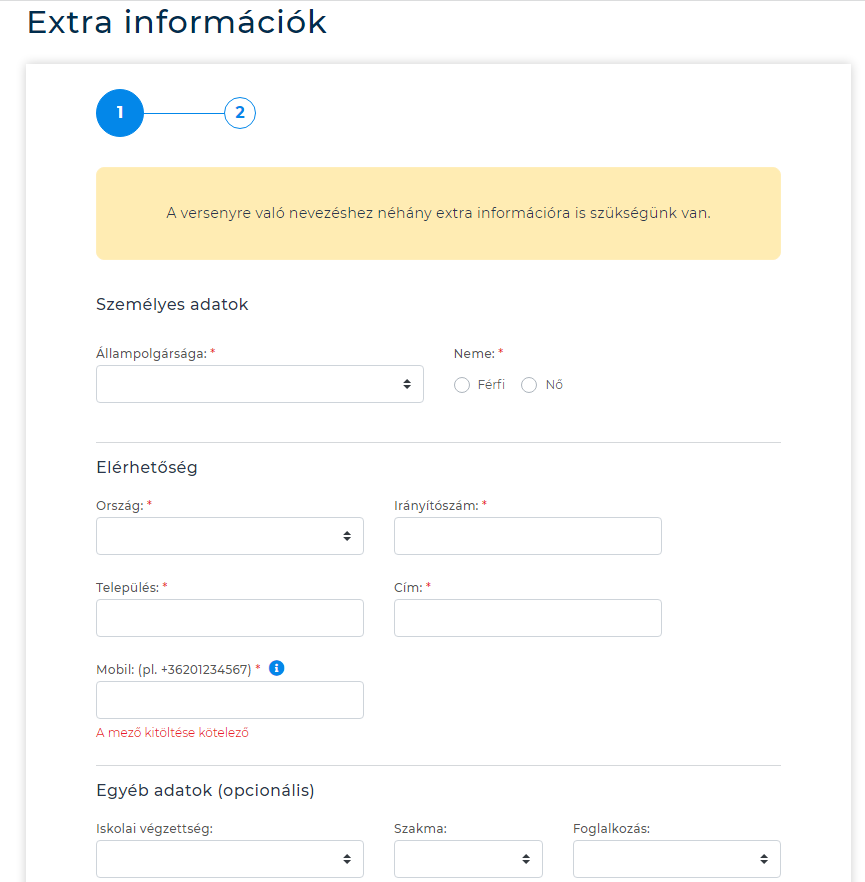 Extra információk
1 2
A versenyre való nevezéshez néhány extra információra is szükségünk van.
Személyes adatok
Állampolgársága: * Neme: *
Férfi Nő
Elérhetőség
Ország: * Irányítószám: *
Település: * Cím: *
Mobil: (pl. +36201234567) *
A mező kitöltése kötelező
Egyéb adatok (opcionális)
Iskolai végzettség: Szakma: Foglalkozás: